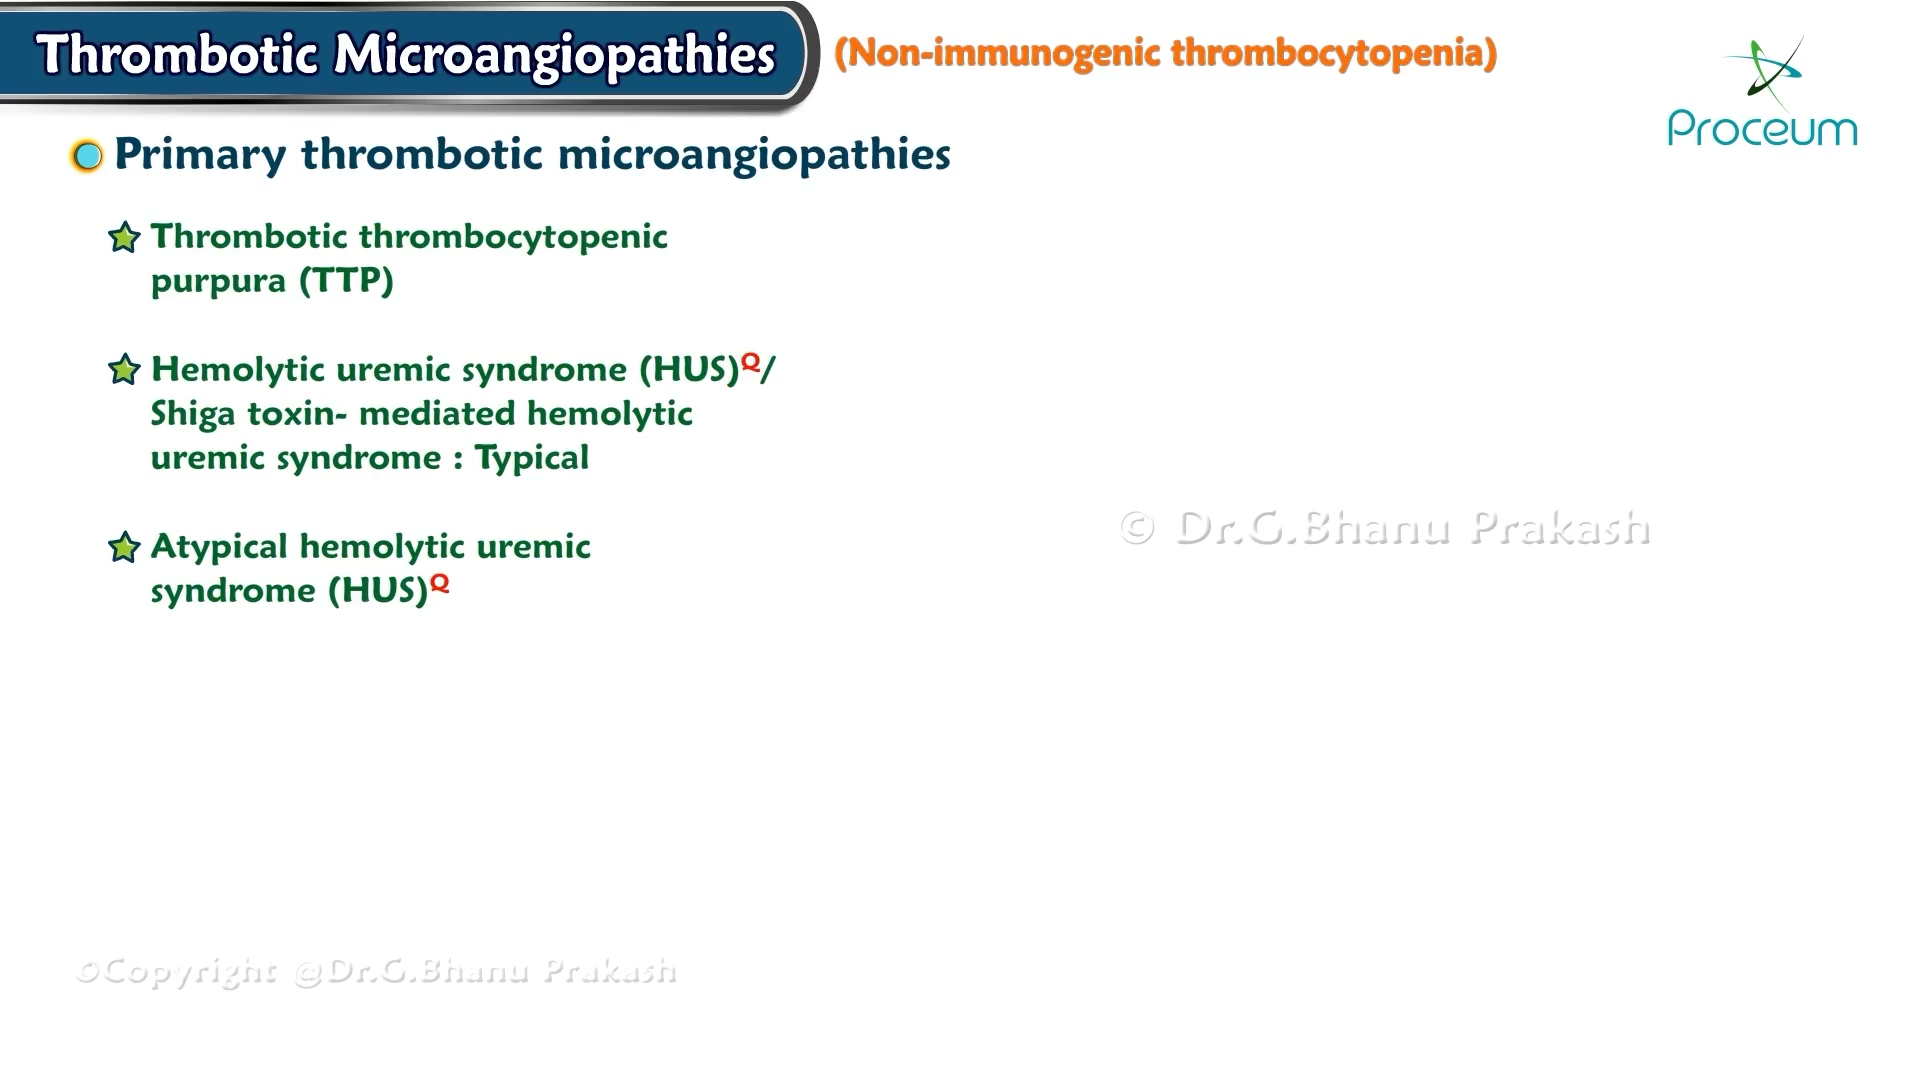 Thrombotic Microangiopathies (Non-immunogenic thrombocytopenia)
Proceum
Primary thrombotic microangiopathies
Thrombotic thrombocytopenic
purpura (TTP)
Hemolytic uremic syndrome (HUS)Q/
Shiga toxin- mediated hemolytic
uremic syndrome : Typical
© Dr.G.Bhanu Prakash
Atypical hemolytic uremic
syndrome (HUS)Q
©Copyright @Dr.G.Bhanu Prakash